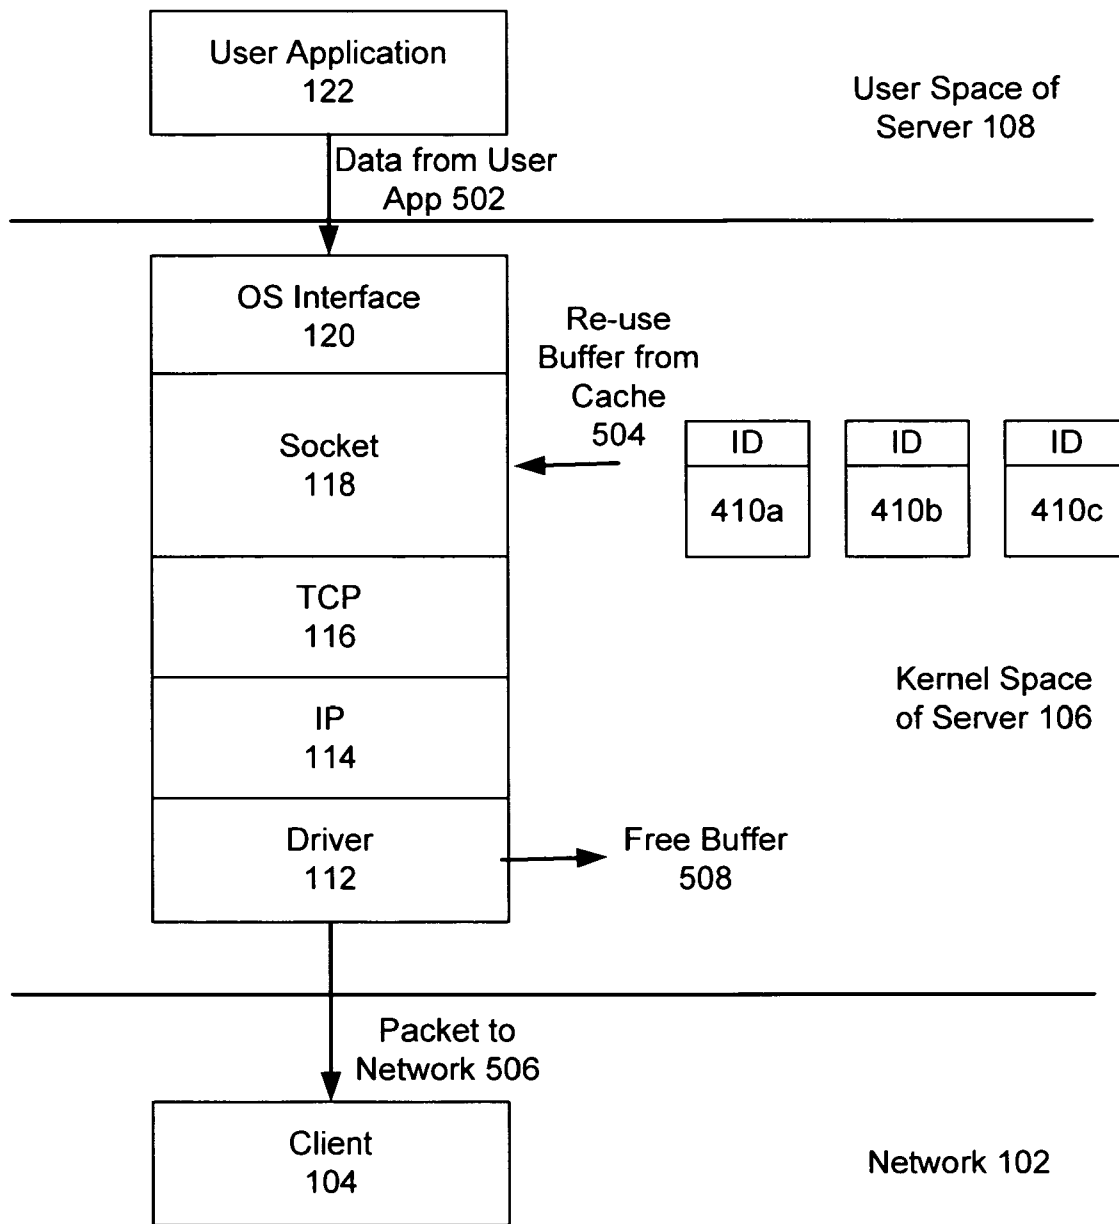 User Application
122
User Space of
Server 108
Data from User
App 502
OS Interface
120
Re-use
Buffer from
Cache
504
Socket
118
ID
ID
ID
410a
410b
410c
TCP
116
Kernel Space
of Server 106
IP
114
Driver
112
Free Buffer
508
Packet to
Network 506
Client
104
Network 102